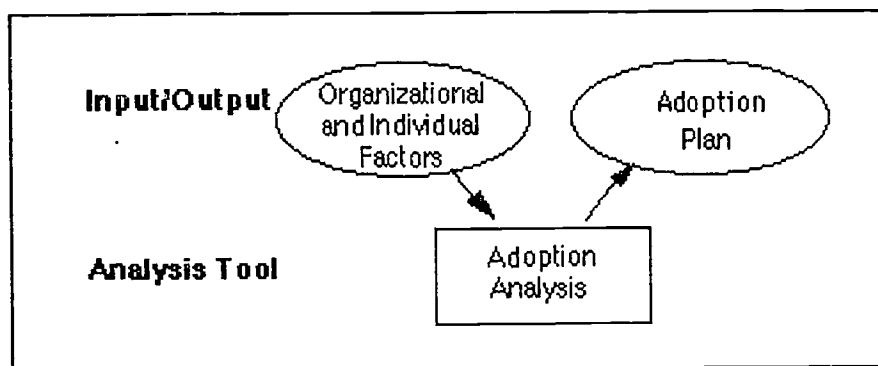 Input/Output
Organizational
and Individual
Factors
Adoption
Plan
Analysis Tool
Adoption
Analysis